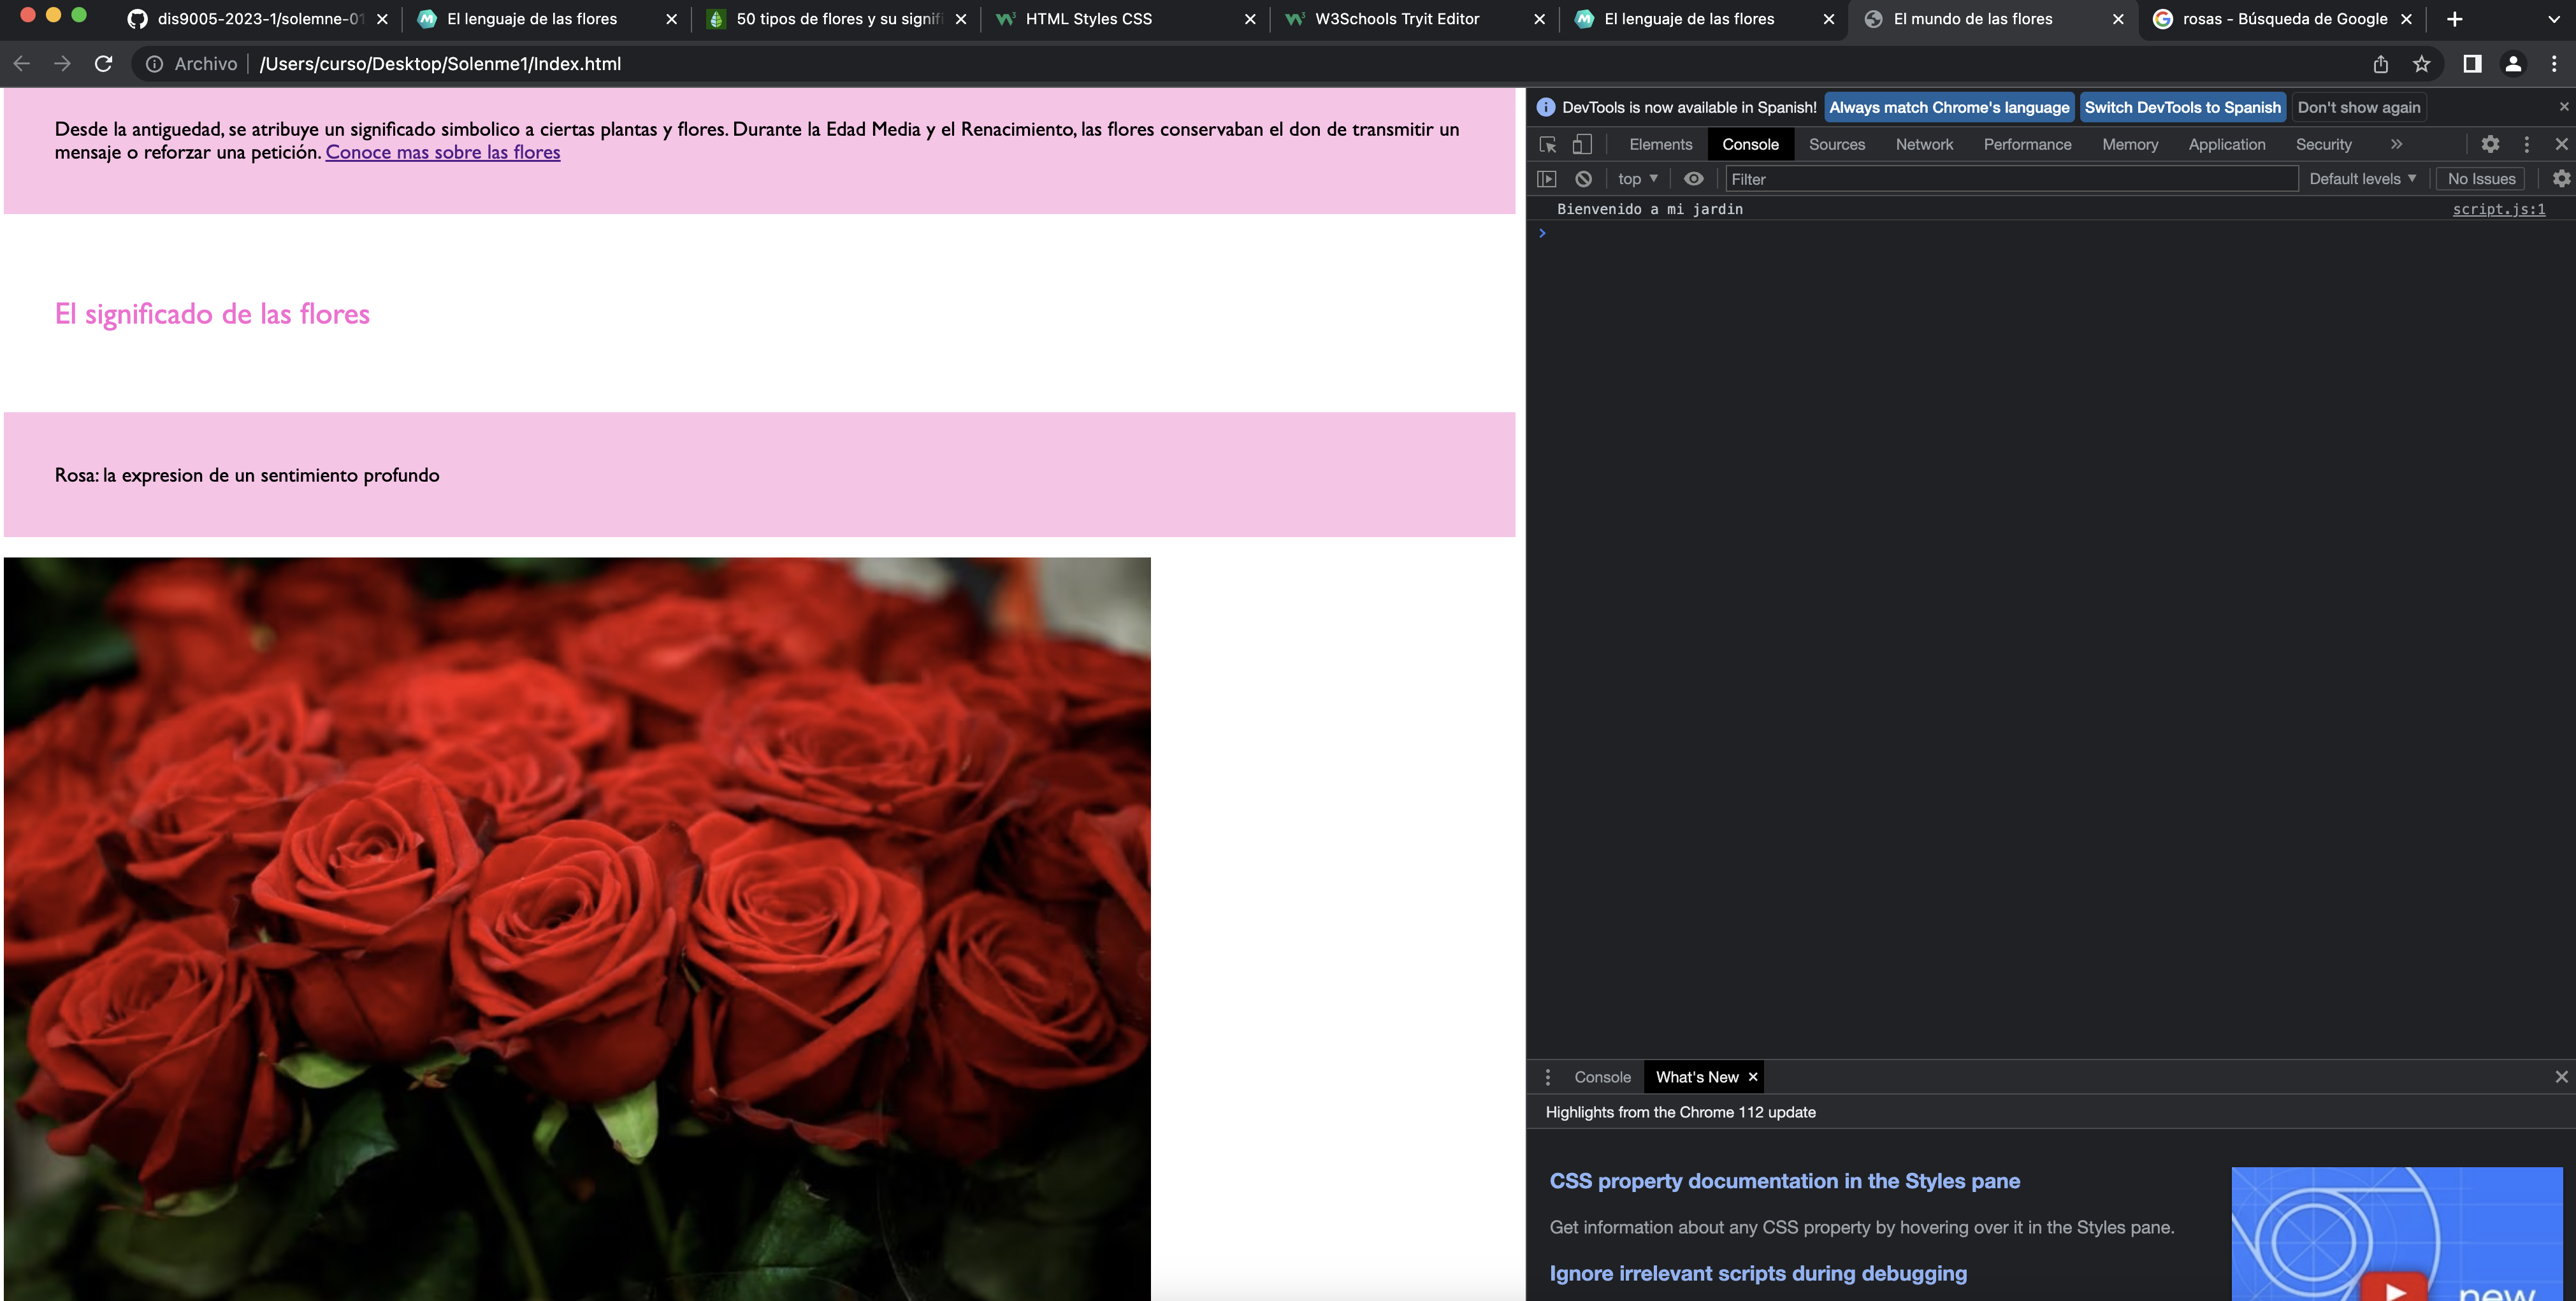 dis9005-2023-1/solemne-01
El lenguaje de las flores
50 tipos de flores y su signifi
HTML Styles CSS
W3Schools Tryit Editor
El lenguaje de las flores
El mundo de las flores
rosas - Búsqueda de Google
Archivo /Users/curso/Desktop/Solenme1/Index.html
Desde la antiguedad, se atribuye un significado simbolico a ciertas plantas y flores. Durante la Edad Media y el Renacimiento, las flores conservaban el don de transmitir un
mensaje o reforzar una petición. Conoce mas sobre las flores
El significado de las flores
Rosa: la expresion de un sentimiento profundo
DevTools is now available in Spanish! Always match Chrome's language Switch DevTools to Spanish Don't show again
Elements Console Sources Network Performance Memory Application Security
top Filter Default levels No Issues
Bienvenido a mi jardin script.js:1
Console What's New
Highlights from the Chrome 112 update
CSS property documentation in the Styles pane
Get information about any CSS property by hovering over it in the Styles pane.
Ignore irrelevant scripts during debugging
new